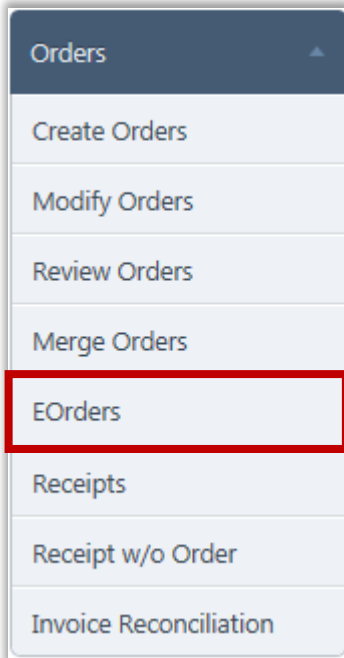 Orders
Create Orders
Modify Orders
Review Orders
Merge Orders
EOrders
Receipts
Receipt w/o Order
Invoice Reconciliation